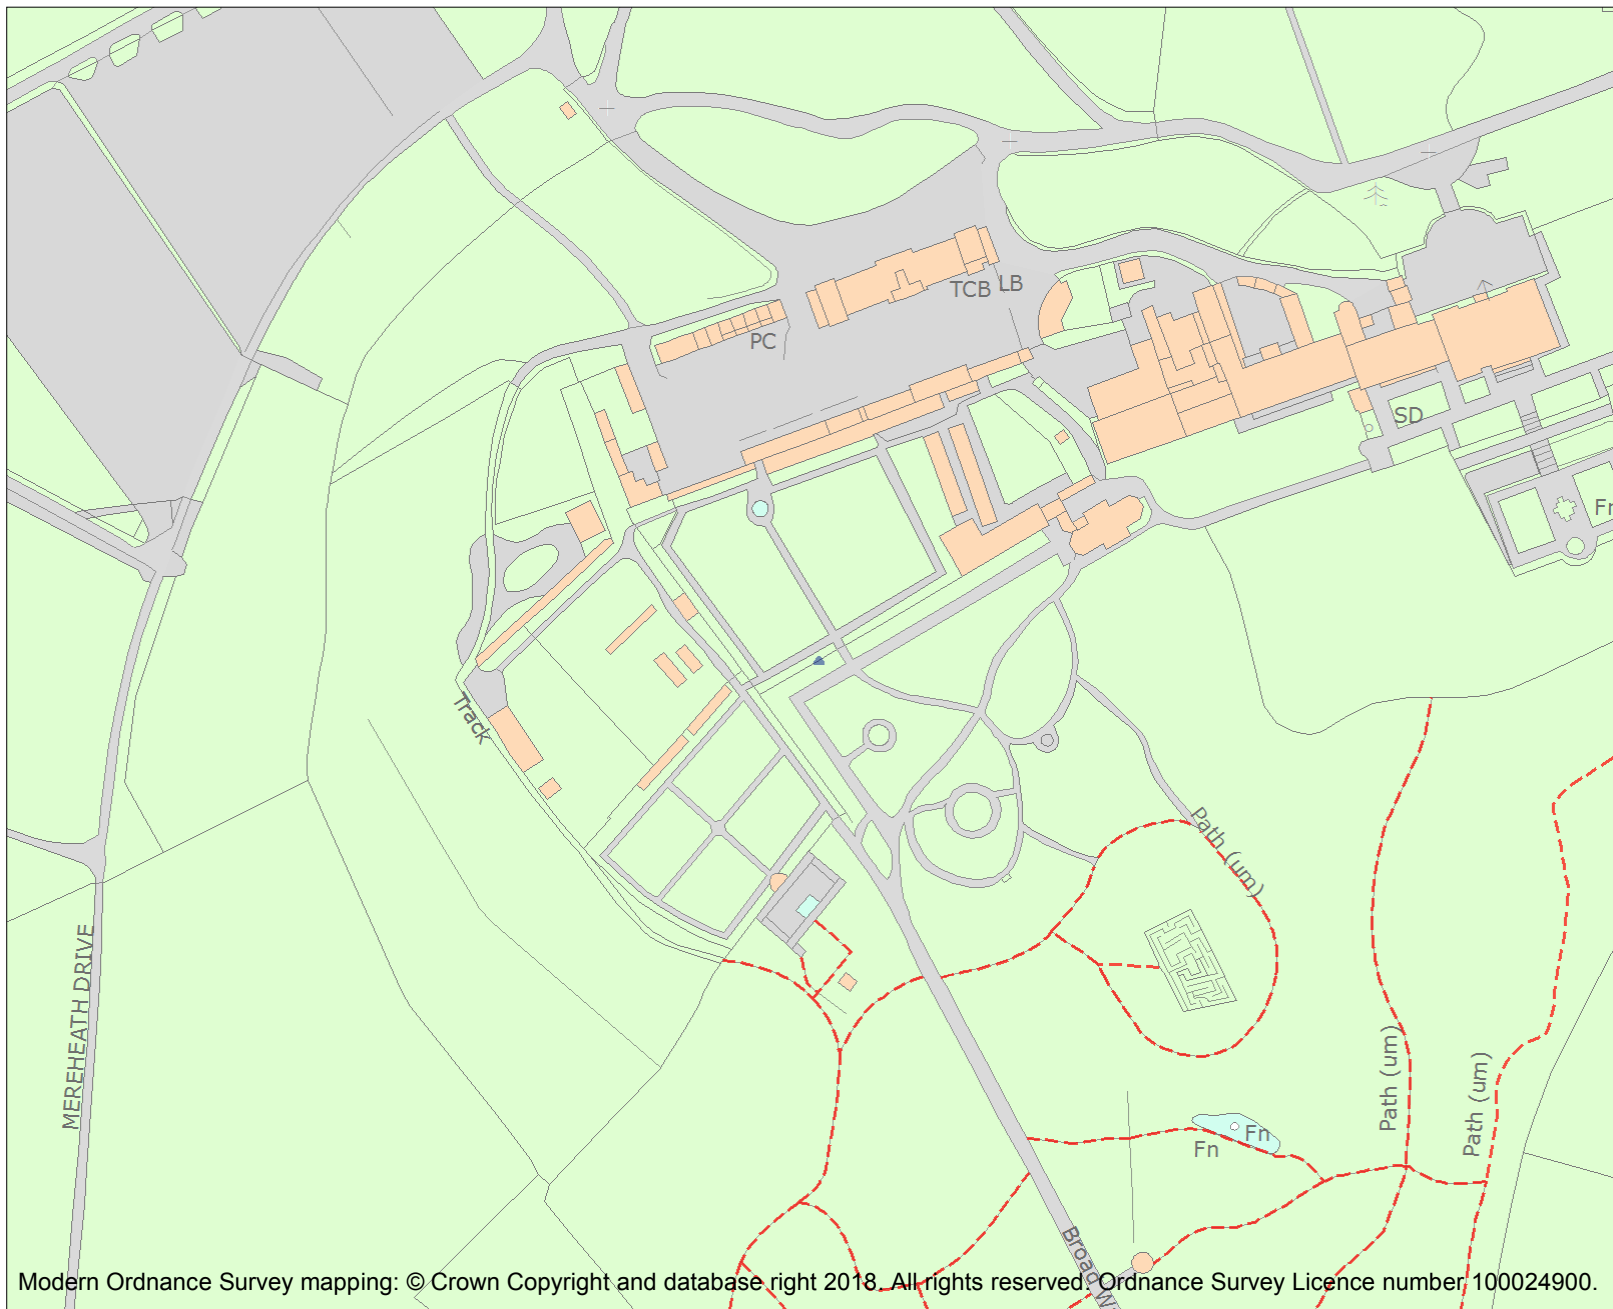 TCB
LB
PC
SD
Fr
Track
Path (um)
MEREHEATH DRIVE
Path (um)
Path (um)
Fn
Fn
Broad W
Modern Ordnance Survey mapping: © Crown Copyright and database right 2018. All rights reserved. Ordnance Survey Licence number 100024900.